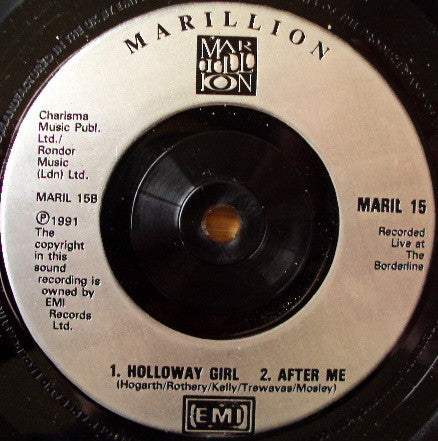 MARILLION
MAR
ILLI
ION
Charisma
Music Publ.
Ltd./
Rondor
Music
(Ldn) Ltd.
MARIL 15B
Ⓟ1991
The
copyright
in this
sound
recording is
owned by
EMI
Records
Ltd.
MARIL 15
Recorded
Live at
The
Borderline
1. HOLLOWAY GIRL 2. AFTER ME
(Hogarth/Rothery/Kelly/Trewavas/Mosley)
EMI